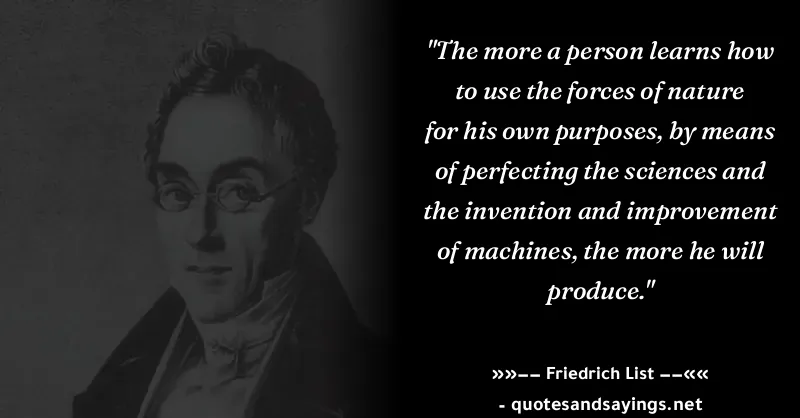 "The more a person learns how
to use the forces of nature
for his own purposes, by means
of perfecting the sciences and
the invention and improvement
of machines, the more he will
produce."
»»−− Friedrich List −−««
- quotesandsayings.net